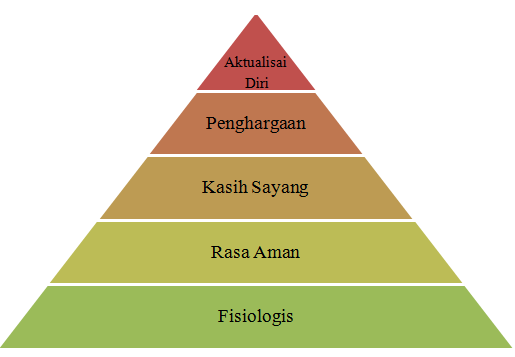 Aktualisai
Diri
Penghargaan
Kasih Sayang
Rasa Aman
Fisiologis